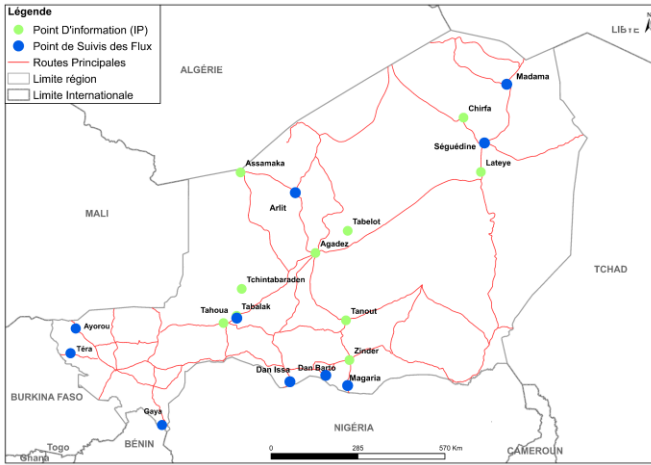 Légende
Point D'information (IP)
Point de Suivis des Flux
Routes Principales
Limite région
Limite Internationale
N
LIBYE
ALGÉRIE
Madama
Chirfa
Séguédine
Lateye
Assamaka
Arlit
MALI
Tabelot
Agadez
TCHAD
Tchintabaraden
Tabalak
Tahoua
Tanout
Ayorou
Téra
Zinder
Dan Issa
Dan Barto
Magaria
BURKINA FASO
Gaya
NIGÉRIA
BÉNIN
Togo
Ghana
CAMEROUN
0 285 570 Km